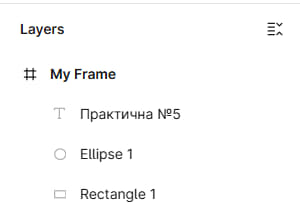 Layers
My Frame
Практична №5
Ellipse 1
Rectangle 1